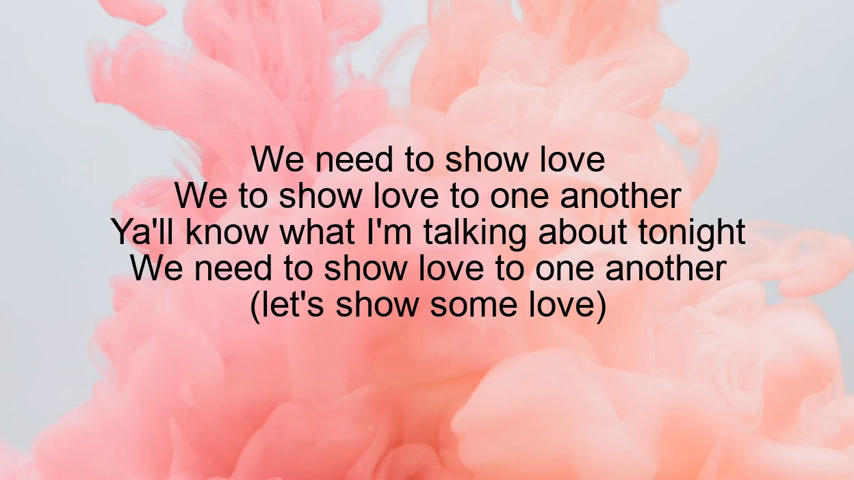 We need to show love
We to show love to one another
Ya'll know what I'm talking about tonight
We need to show love to one another
(let's show some love)